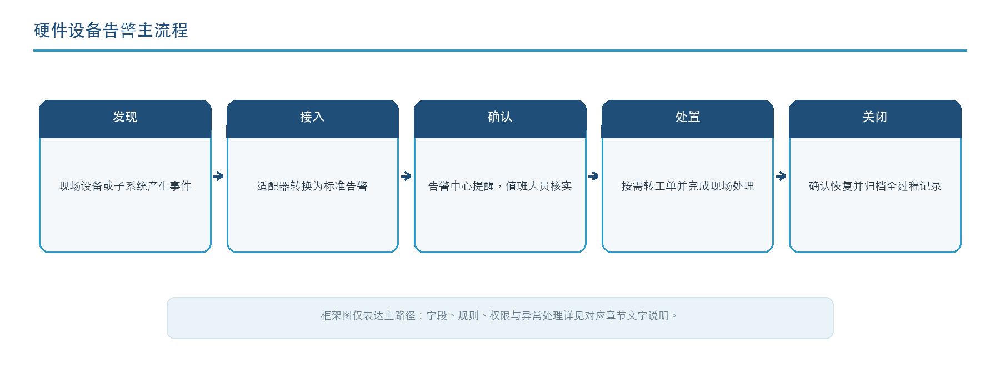 硬件设备告警主流程
发现
接入
确认
处置
关闭
现场设备或子系统产生事件
适配器转换为标准告警
告警中心提醒，值班人员核实
按需转工单并完成现场处理
确认恢复并归档全过程记录
框架图仅表达主路径；字段、规则、权限与异常处理详见对应章节文字说明。